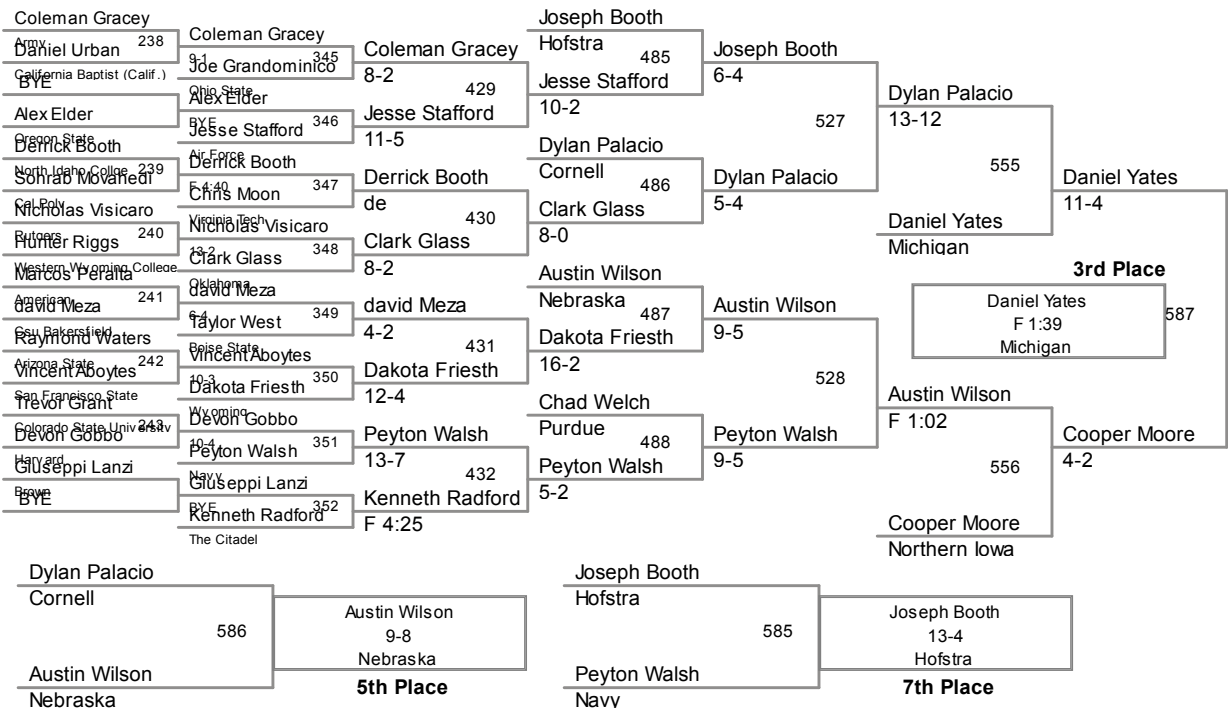 Coleman Gracey
Army
238
Daniel Urban
California Baptist (Calif.)
BYE
Alex Elder
Oregon State
Derrick Booth
North Idaho Collge
239
Sohrab Movahedi
Cal Poly
Nicholas Visicaro
Rutgers
240
Hunter Riggs
Western Wyoming College
Marcos Peralta
American
241
david Meza
Csu Bakersfield
Raymond Waters
Arizona State
242
Vincent Aboytes
San Francisco State
Trevor Grant
Colorado State University
243
Devon Gobbo
Harvard
Giuseppi Lanzi
Brown
BYE
Coleman Gracey
9-1
345
Joe Grandominico
Ohio State
Alex Elder
BYE
346
Jesse Stafford
Air Force
Derrick Booth
F 4:40
347
Chris Moon
Virginia Tech
Nicholas Visicaro
13-2
348
Clark Glass
Oklahoma
david Meza
6-4
349
Taylor West
Boise State
Vincent Aboytes
10-3
350
Dakota Friesth
Wyoming
Devon Gobbo
10-4
351
Peyton Walsh
Navy
Giuseppi Lanzi
BYE
352
Kenneth Radford
The Citadel
Coleman Gracey
8-2
429
Jesse Stafford
11-5
Derrick Booth
de
430
Clark Glass
8-2
david Meza
4-2
431
Dakota Friesth
12-4
Peyton Walsh
13-7
432
Kenneth Radford
F 4:25
Joseph Booth
Hofstra
485
Jesse Stafford
10-2
Dylan Palacio
Cornell
486
Clark Glass
8-0
Austin Wilson
Nebraska
487
Dakota Friesth
16-2
Chad Welch
Purdue
488
Peyton Walsh
5-2
Joseph Booth
6-4
527
Dylan Palacio
5-4
Austin Wilson
9-5
528
Peyton Walsh
9-5
Dylan Palacio
13-12
555
Daniel Yates
Michigan
Austin Wilson
F 1:02
556
Cooper Moore
Northern Iowa
Daniel Yates
11-4
Cooper Moore
4-2
3rd Place
Daniel Yates
F 1:39
Michigan
587
Dylan Palacio
Cornell
586
Austin Wilson
Nebraska
Austin Wilson
9-8
Nebraska
5th Place
Joseph Booth
Hofstra
585
Peyton Walsh
Navy
Joseph Booth
13-4
Hofstra
7th Place